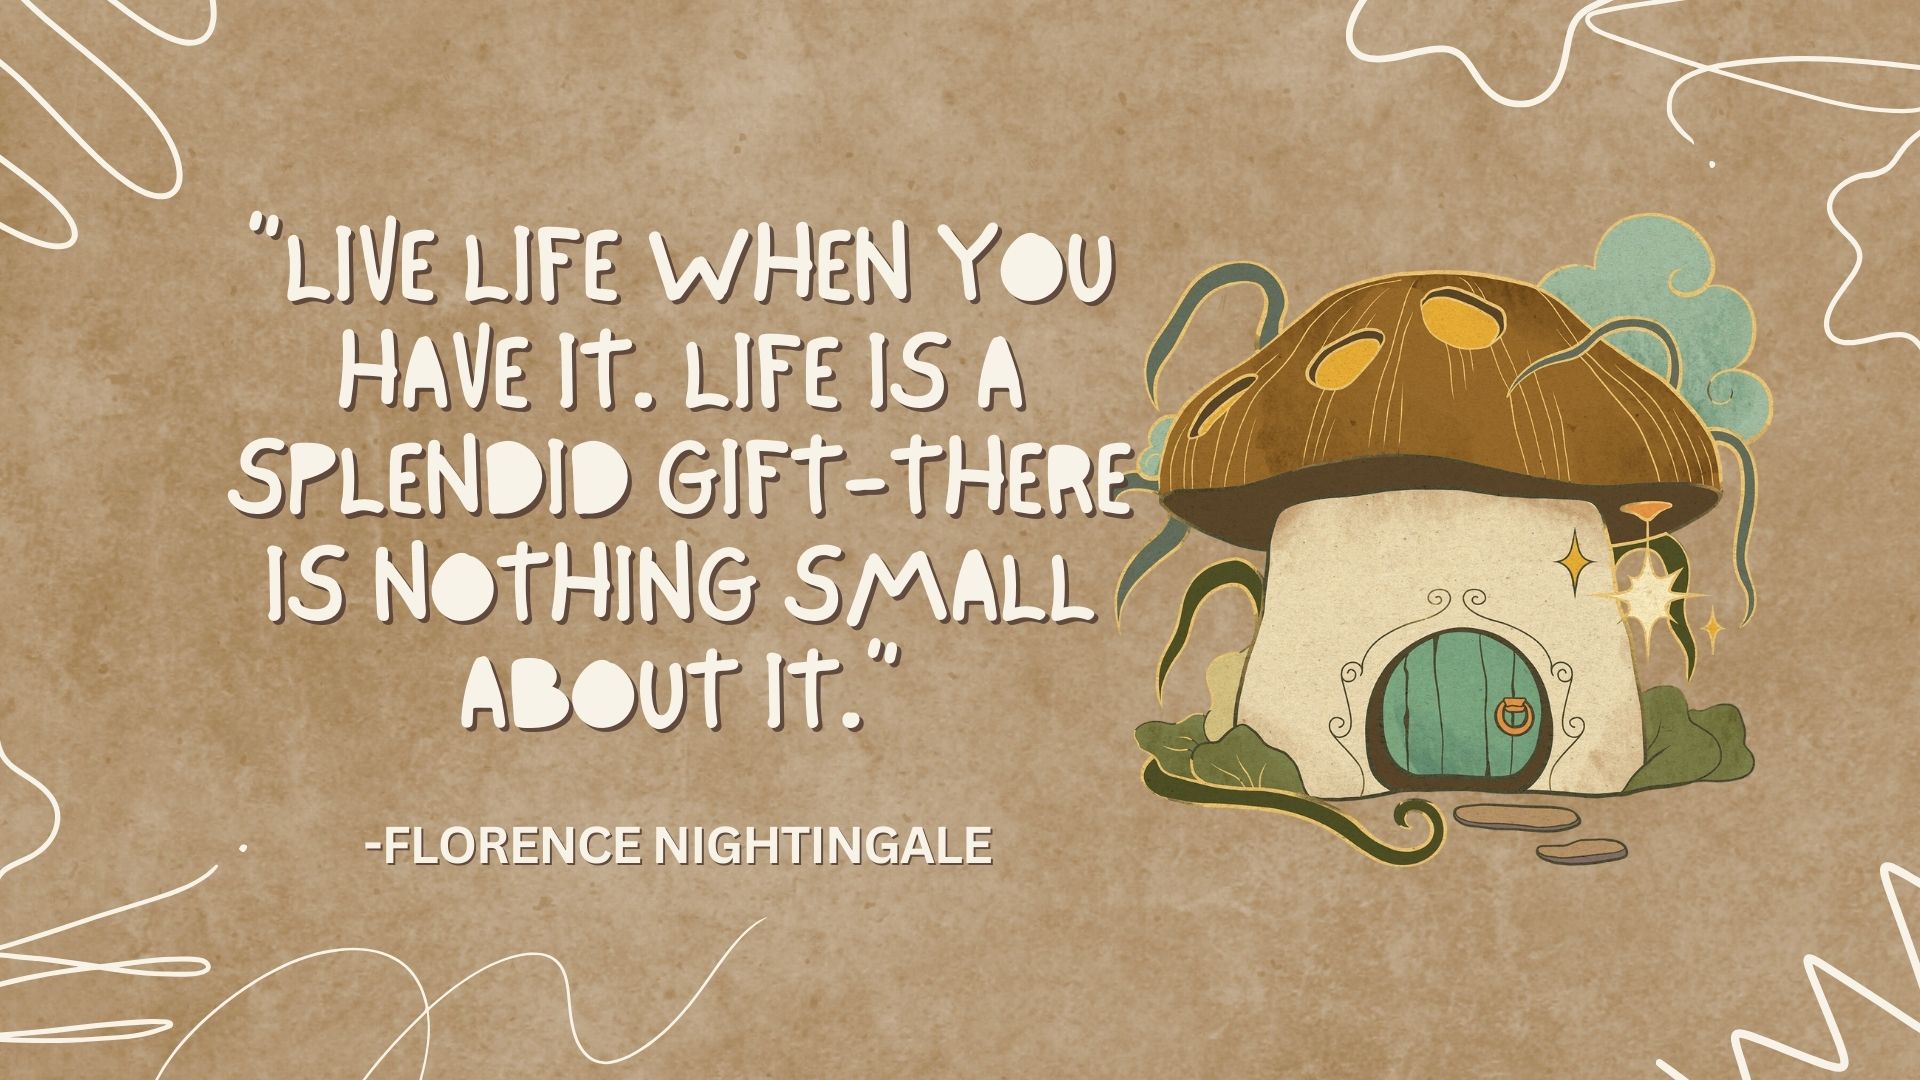 "LIVE LIFE WHEN YOU
HAVE IT. LIFE IS A
SPLENDID GIFT-THERE
IS NOTHING SMALL
ABOUT IT."
-FLORENCE NIGHTINGALE